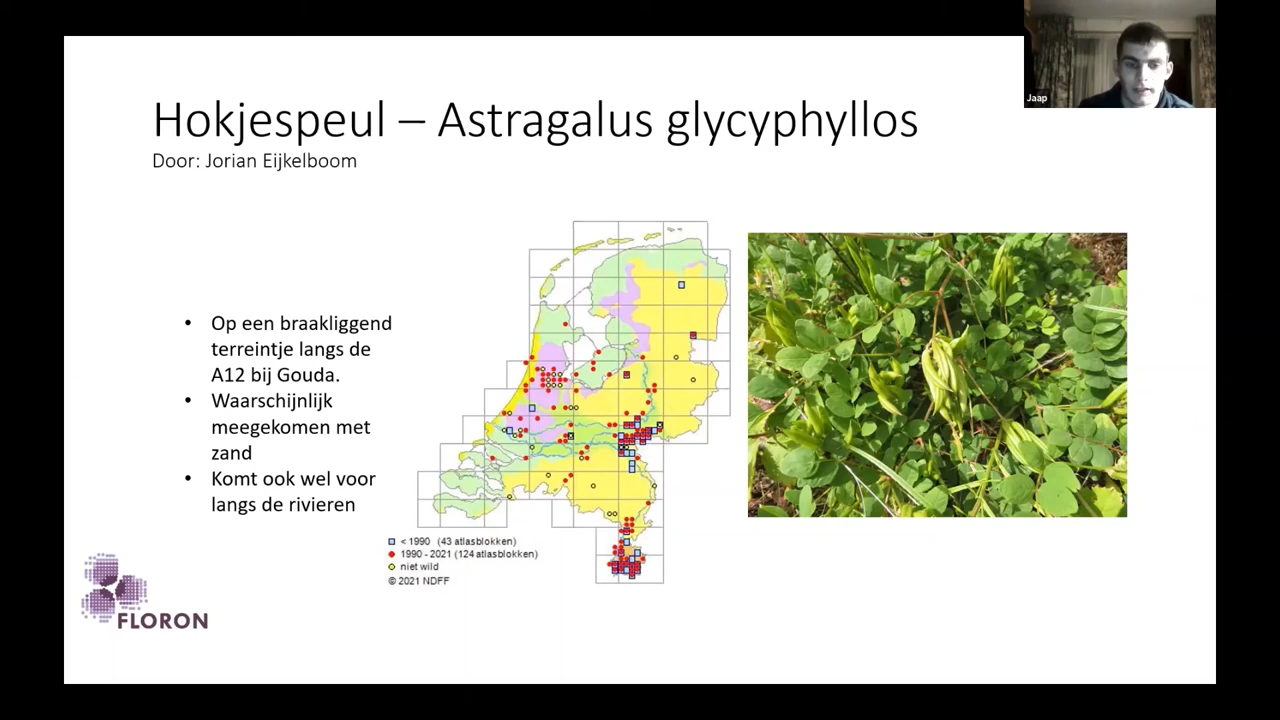 Jaap
Hokjespeul – Astragalus glycyphyllos
Door: Jorian Eijkelboom
• Op een braakliggend
terreintje langs de
A12 bij Gouda.
• Waarschijnlijk
meegekomen met
zand
• Komt ook wel voor
langs de rivieren
< 1990 (43 atlasblokken)
1990 - 2021 (124 atlasblokken)
niet wild
© 2021 NDFF
FLORON